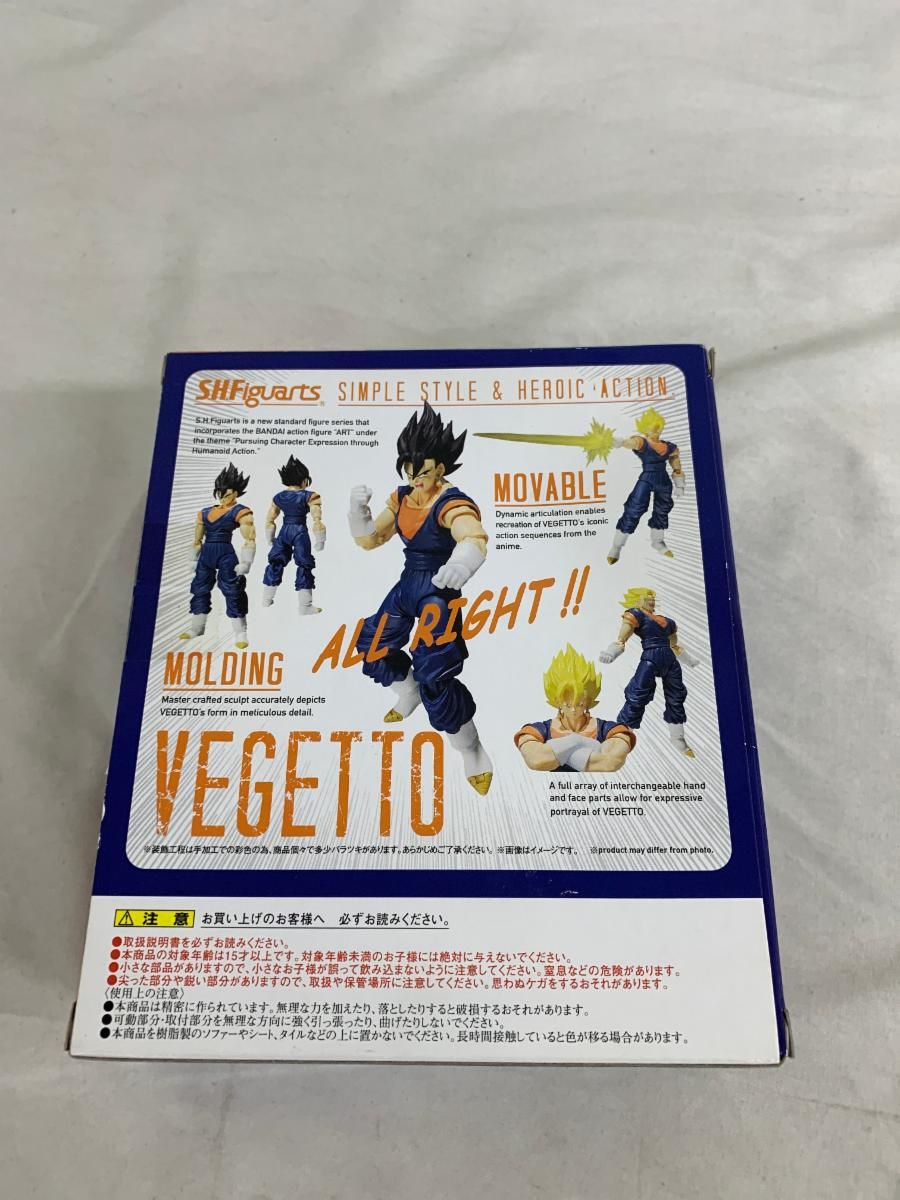 S.H.Figuarts® SIMPLE STYLE & HEROIC ACTION.
S.H.Figuarts is a new standard figure series that
incorporates the BANDAI action figure "ART" under
the theme "Pursuing Character Expression through
Humanoid Action."
MOVABLE
Dynamic articulation enables
recreation of VEGETTO's iconic
action sequences from the
anime.
ALL RIGHT!!
MOLDING
Master crafted sculpt accurately depicts
VEGETTO's form in meticulous detail.
VEGETTO
A full array of interchangeable hand
and face parts allow for expressive
portrayal of VEGETTO.
※装飾工程は手加工での彩色の為、商品個々で多少バラツキがあります。あらかじめご了承ください。※画像はイメージです。 ※product may differ from photo.
注意 お買い上げのお客様へ 必ずお読みください。
●取扱説明書を必ずお読みください。
●本商品の対象年齢は15才以上です。対象年齢未満のお子様には絶対に与えないでください。
●小さな部品がありますので、小さなお子様が誤って飲み込まないように注意してください。窒息などの危険があります。
●尖った部分や鋭い部分がありますので、取扱や保管場所に注意してください。思わぬケガをするおそれがあります。
〈使用上の注意〉
●本商品は精密に作られています。無理な力を加えたり、落としたりすると破損するおそれがあります。
●可動部分・取付部分を無理な方向に強く引っ張ったり、曲げたりしないでください。
●本商品を樹脂製のソファーやシート、タイルなどの上に置かないでください。長時間接触していると色が移る場合があります。